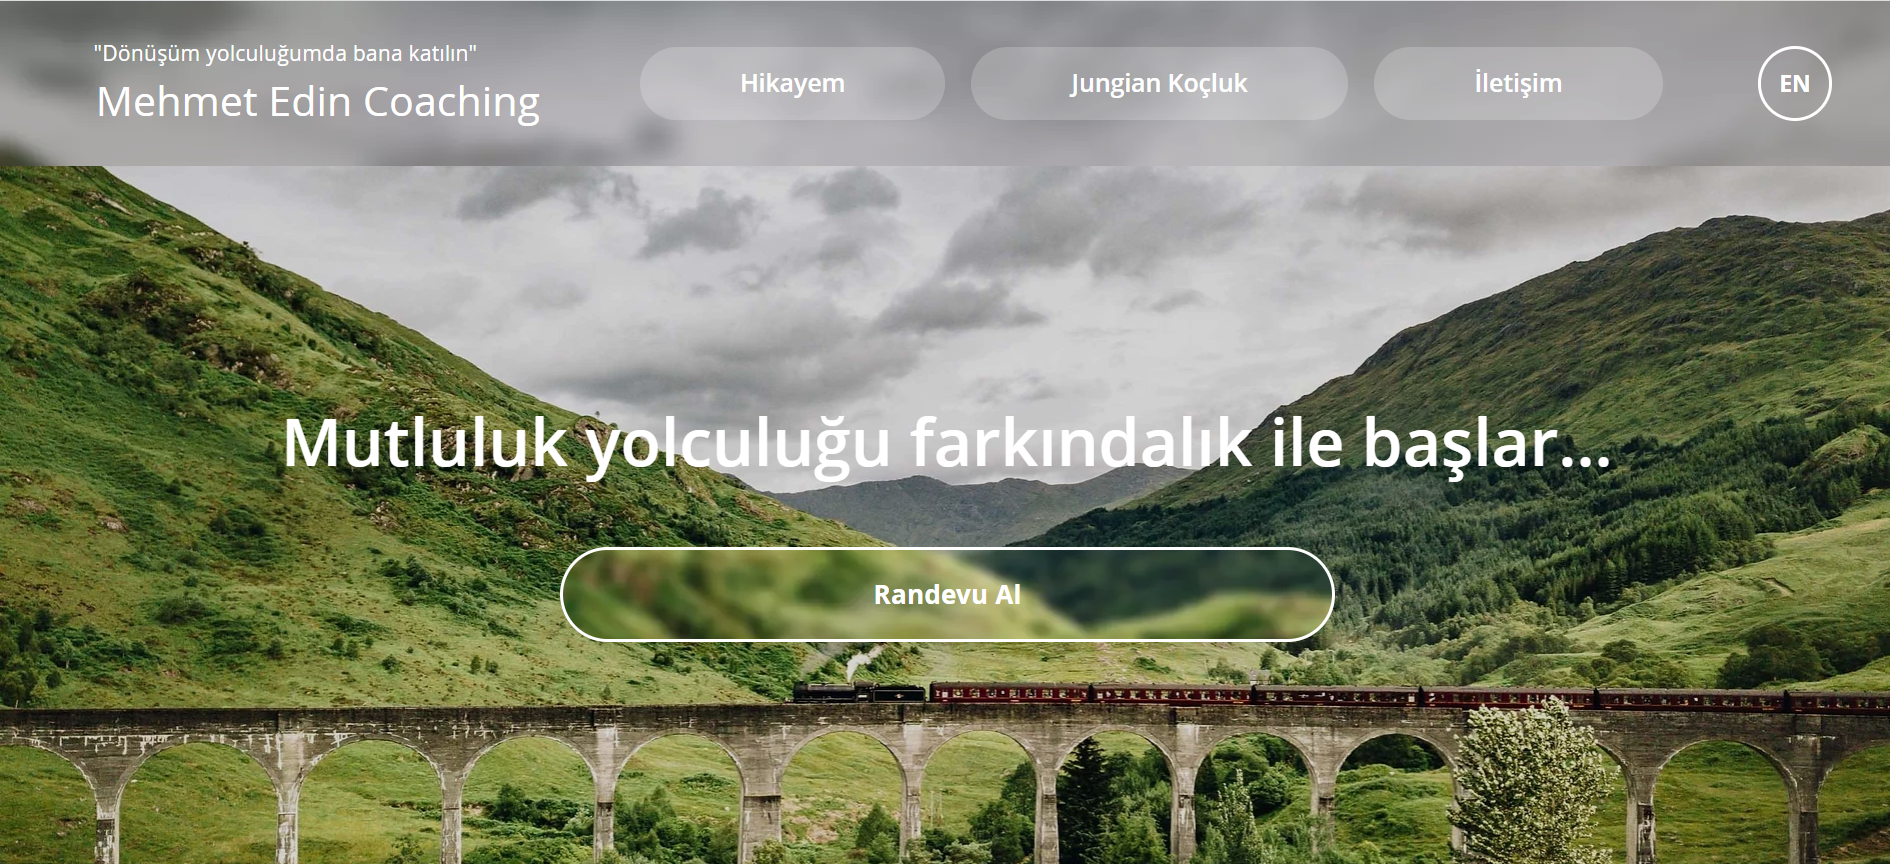 "Dönüşüm yolculuğumda bana katılın"
Mehmet Edin Coaching
Hikayem
Jungian Koçluk
İletişim
EN
Mutluluk yolculuğu farkındalık ile başlar...
Randevu Al